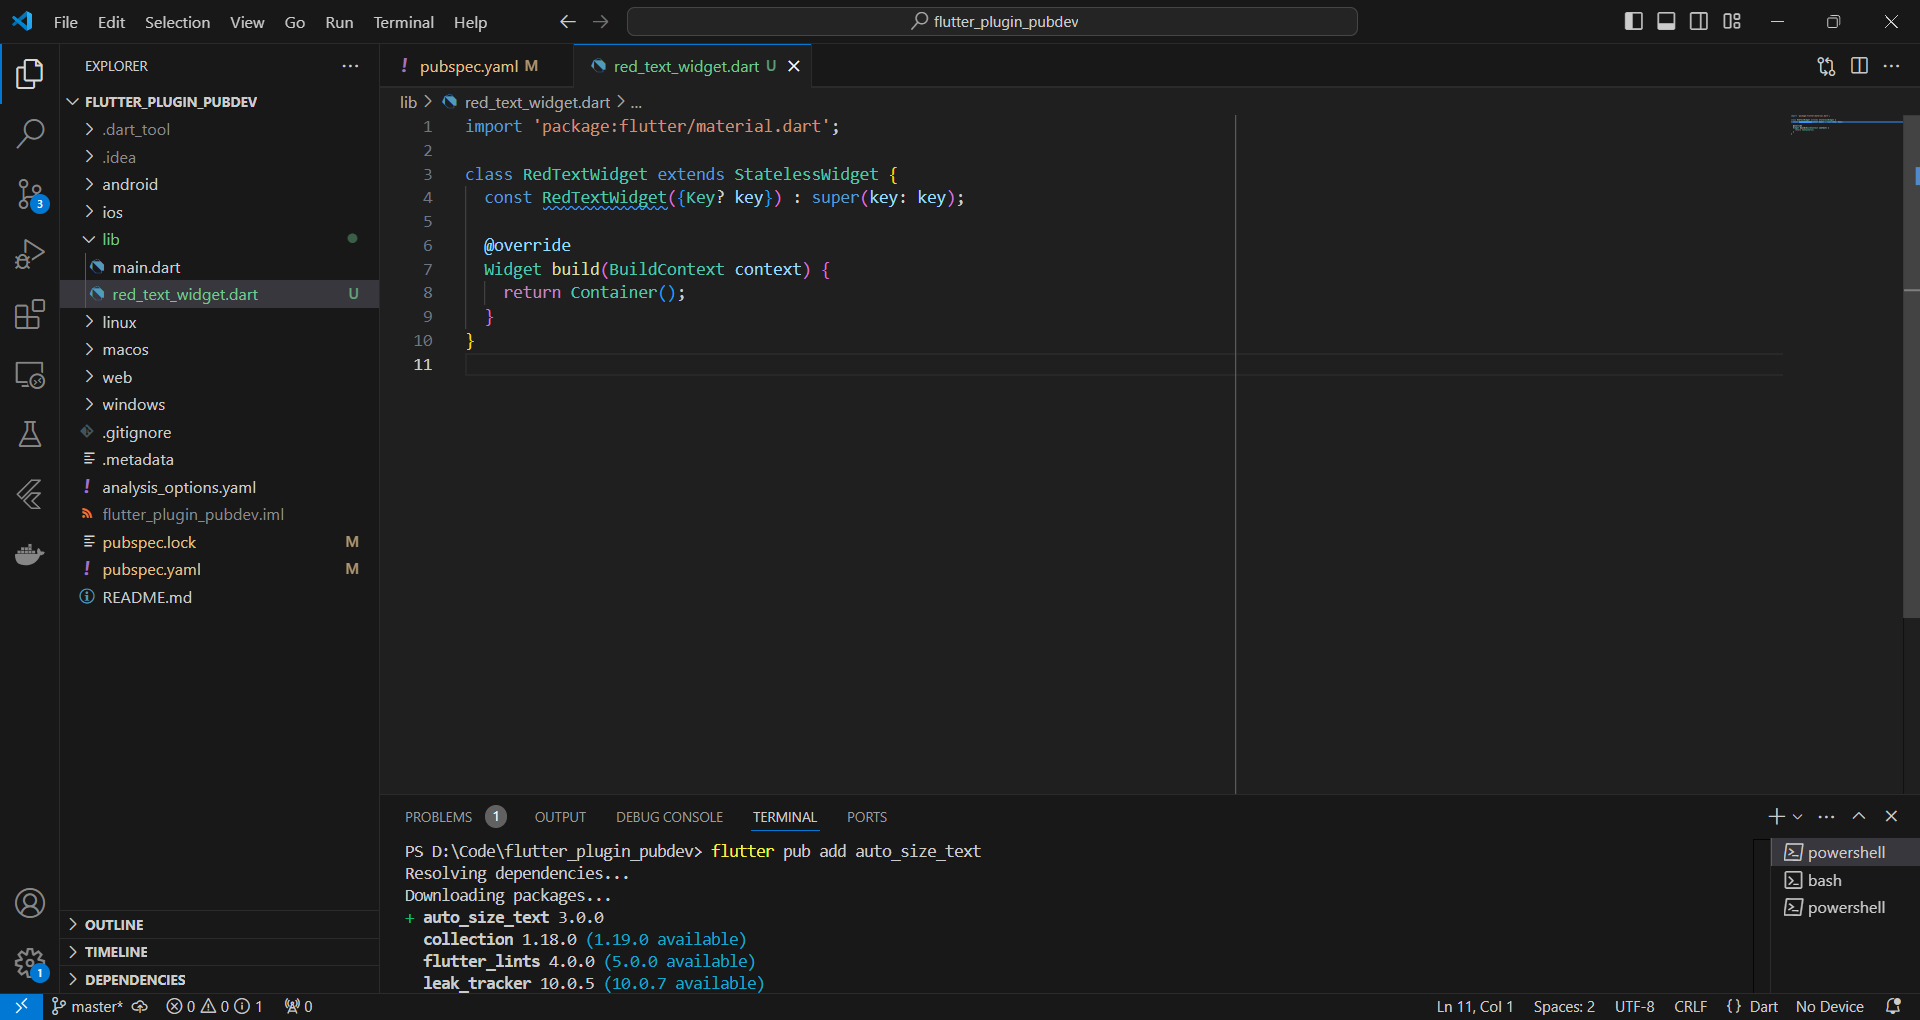 File Edit Selection View Go Run Terminal Help
flutter_plugin_pubdev
EXPLORER
FLUTTER_PLUGIN_PUBDEV
.dart_tool
.idea
android
ios
lib
main.dart
red_text_widget.dart U
linux
macos
web
windows
.gitignore
.metadata
analysis_options.yaml
flutter_plugin_pubdev.iml
pubspec.lock M
pubspec.yaml M
README.md
OUTLINE
TIMELINE
DEPENDENCIES
3
1
pubspec.yaml M
red_text_widget.dart U
lib > red_text_widget.dart > ...
1 import 'package:flutter/material.dart';
2
3 class RedTextWidget extends StatelessWidget {
4 const RedTextWidget({Key? key}) : super(key: key);
5
6 @override
7 Widget build(BuildContext context) {
8 return Container();
9 }
10 }
11
PROBLEMS 1 OUTPUT DEBUG CONSOLE TERMINAL PORTS
PS D:\Code\flutter_plugin_pubdev> flutter pub add auto_size_text
Resolving dependencies...
Downloading packages...
+ auto_size_text 3.0.0
collection 1.18.0 (1.19.0 available)
flutter_lints 4.0.0 (5.0.0 available)
leak_tracker 10.0.5 (10.0.7 available)
powershell
bash
powershell
master* 0 0 1 0
Ln 11, Col 1 Spaces: 2 UTF-8 CRLF {} Dart No Device